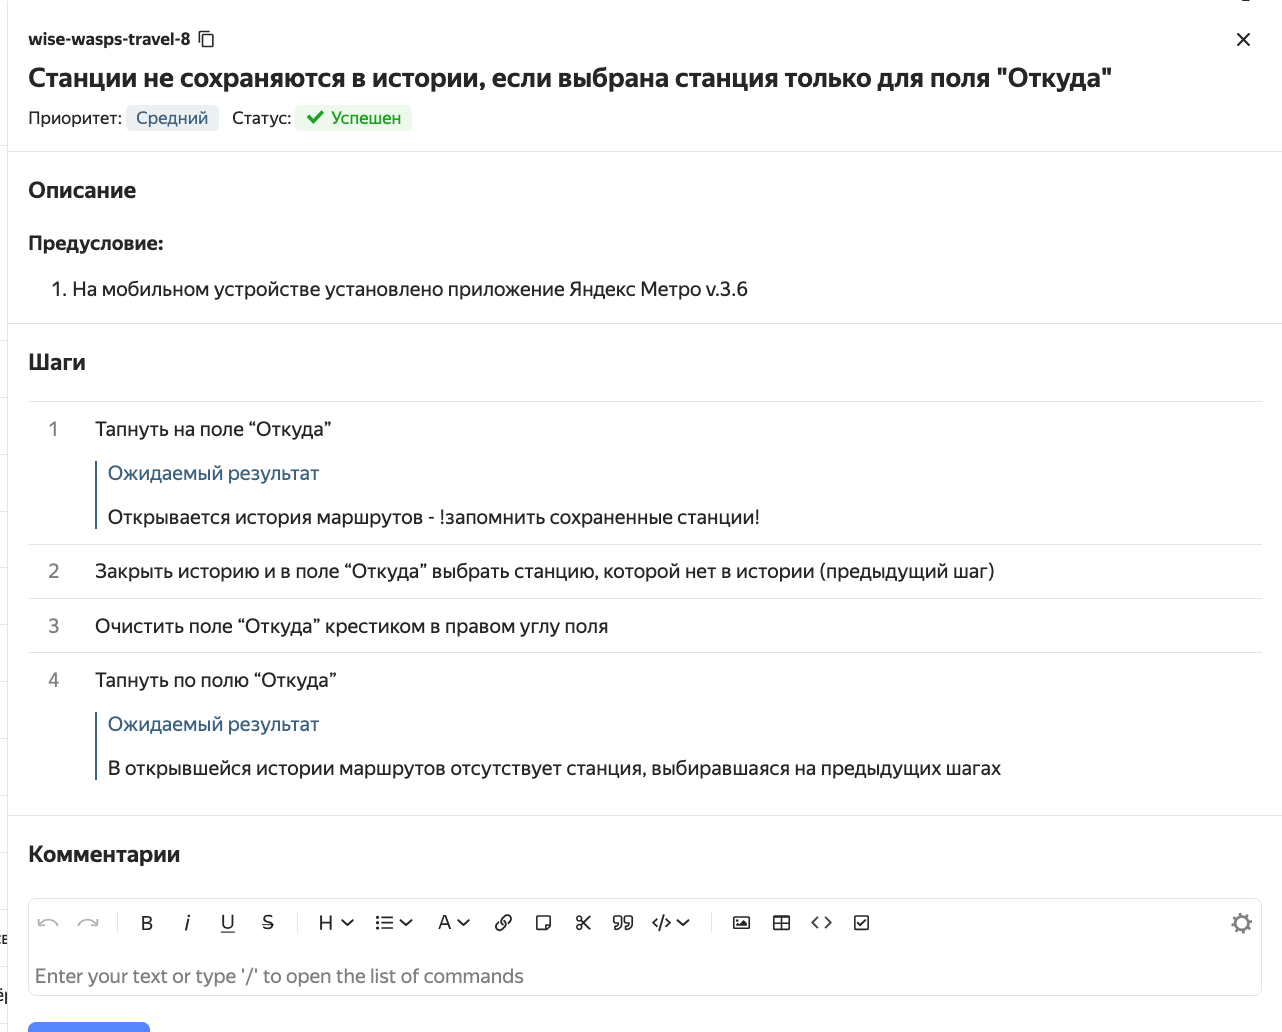 wise-wasps-travel-8
Станции не сохраняются в истории, если выбрана станция только для поля "Откуда"
Приоритет: Средний Статус: Успешен
Описание
Предусловие:
1. На мобильном устройстве установлено приложение Яндекс Метро v.3.6
Шаги
1 Тапнуть на поле “Откуда”
Ожидаемый результат
Открывается история маршрутов - !запомнить сохраненные станции!
2 Закрыть историю и в поле “Откуда” выбрать станцию, которой нет в истории (предыдущий шаг)
3 Очистить поле “Откуда” крестиком в правом углу поля
4 Тапнуть по полю “Откуда”
Ожидаемый результат
В открывшейся истории маршрутов отсутствует станция, выбиравшаяся на предыдущих шагах
Комментарии
B i U S H A
Enter your text or type '/' to open the list of commands